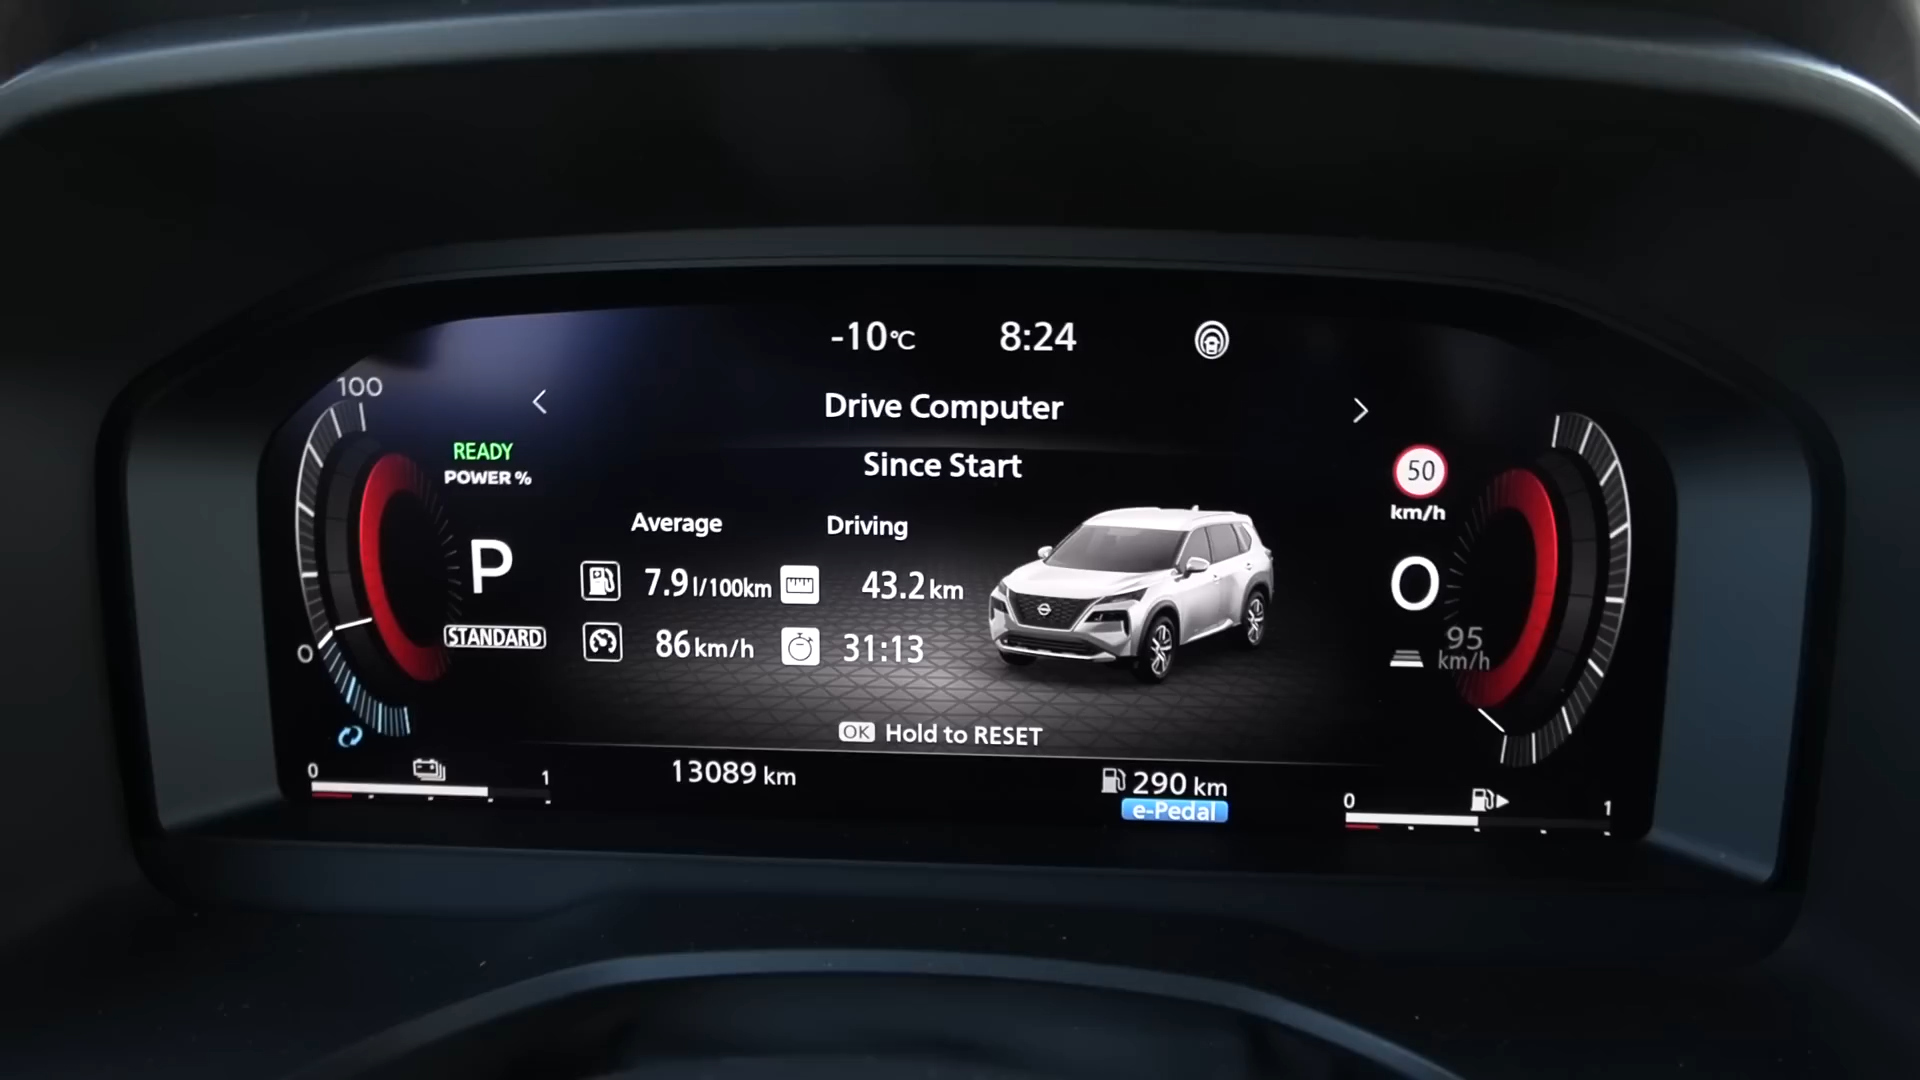 -10°C 8:24
Drive Computer
Since Start
100
READY
POWER %
P
STANDARD
0
Average Driving
7.9 l/100km 43.2 km
86 km/h 31:13
OK Hold to RESET
50
km/h
0
95
km/h
0 1
13089 km
290 km
e-Pedal
0 1